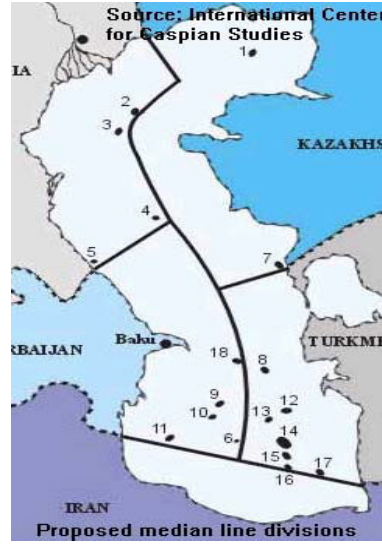 Source: International Center
for Caspian Studies
1
IA
2
3
KAZAKHS
4
5
7
Baku
RBAIJAN
TURKME
18
8
9
12
10
13
11
6
14
15
16
17
IRAN
Proposed median line divisions